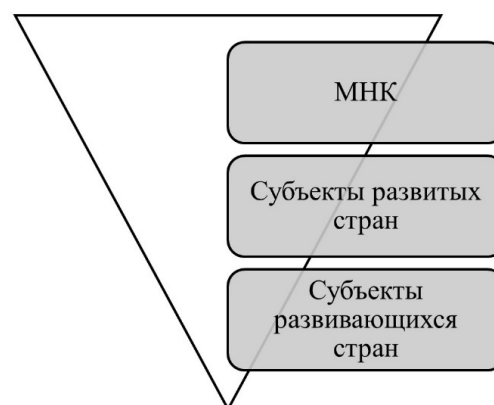 МНК
Субъекты развитых
стран
Субъекты
развивающихся
стран